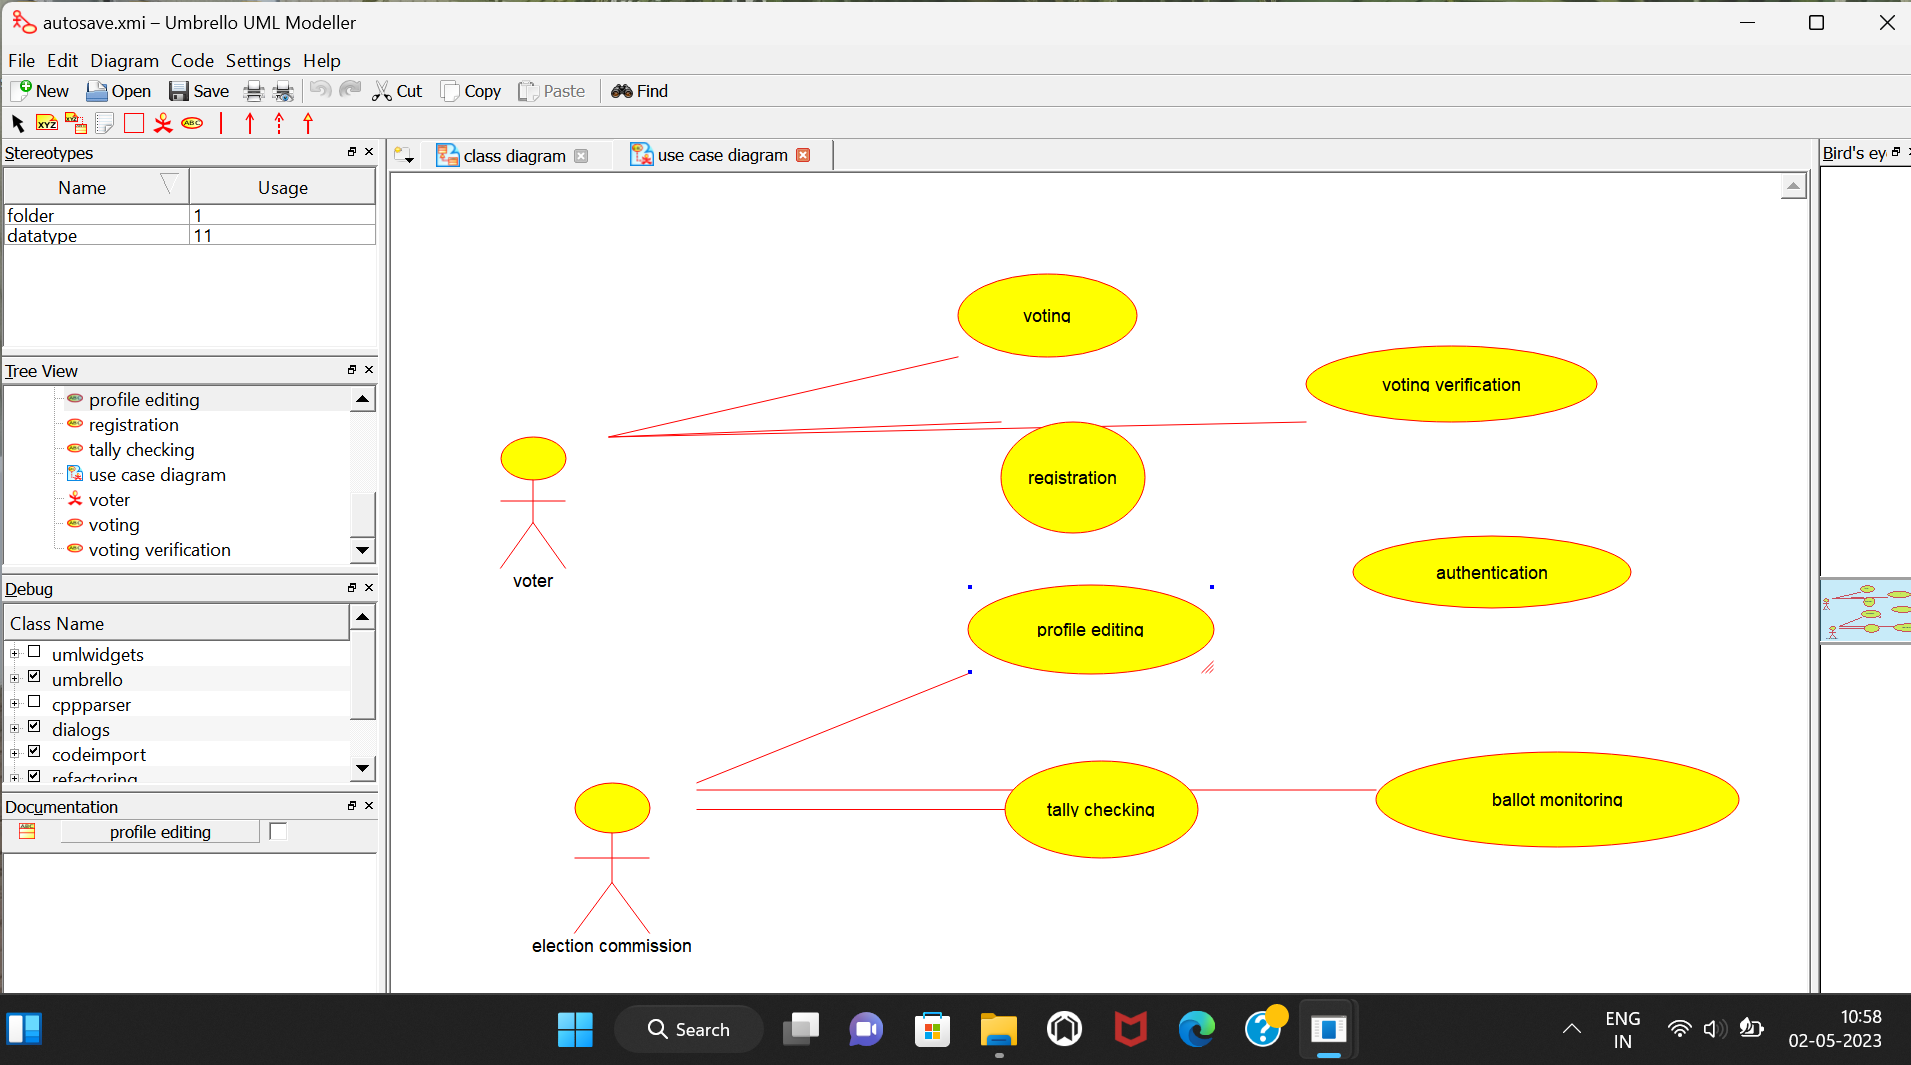 autosave.xmi – Umbrello UML Modeller
File Edit Diagram Code Settings Help
New Open Save Cut Copy Paste Find
XYZ XYZ ABC
Stereotypes
Name Usage
folder 1
datatype 11
Tree View
profile editing
registration
tally checking
use case diagram
voter
voting
voting verification
Debug
Class Name
umlwidgets
umbrello
cppparser
dialogs
codeimport
refactoring
Documentation
profile editing
class diagram use case diagram
voting
voting verification
registration
voter
authentication
profile editing
tally checking
ballot monitoring
election commission
Bird's ey
Search
ENG
IN
10:58
02-05-2023